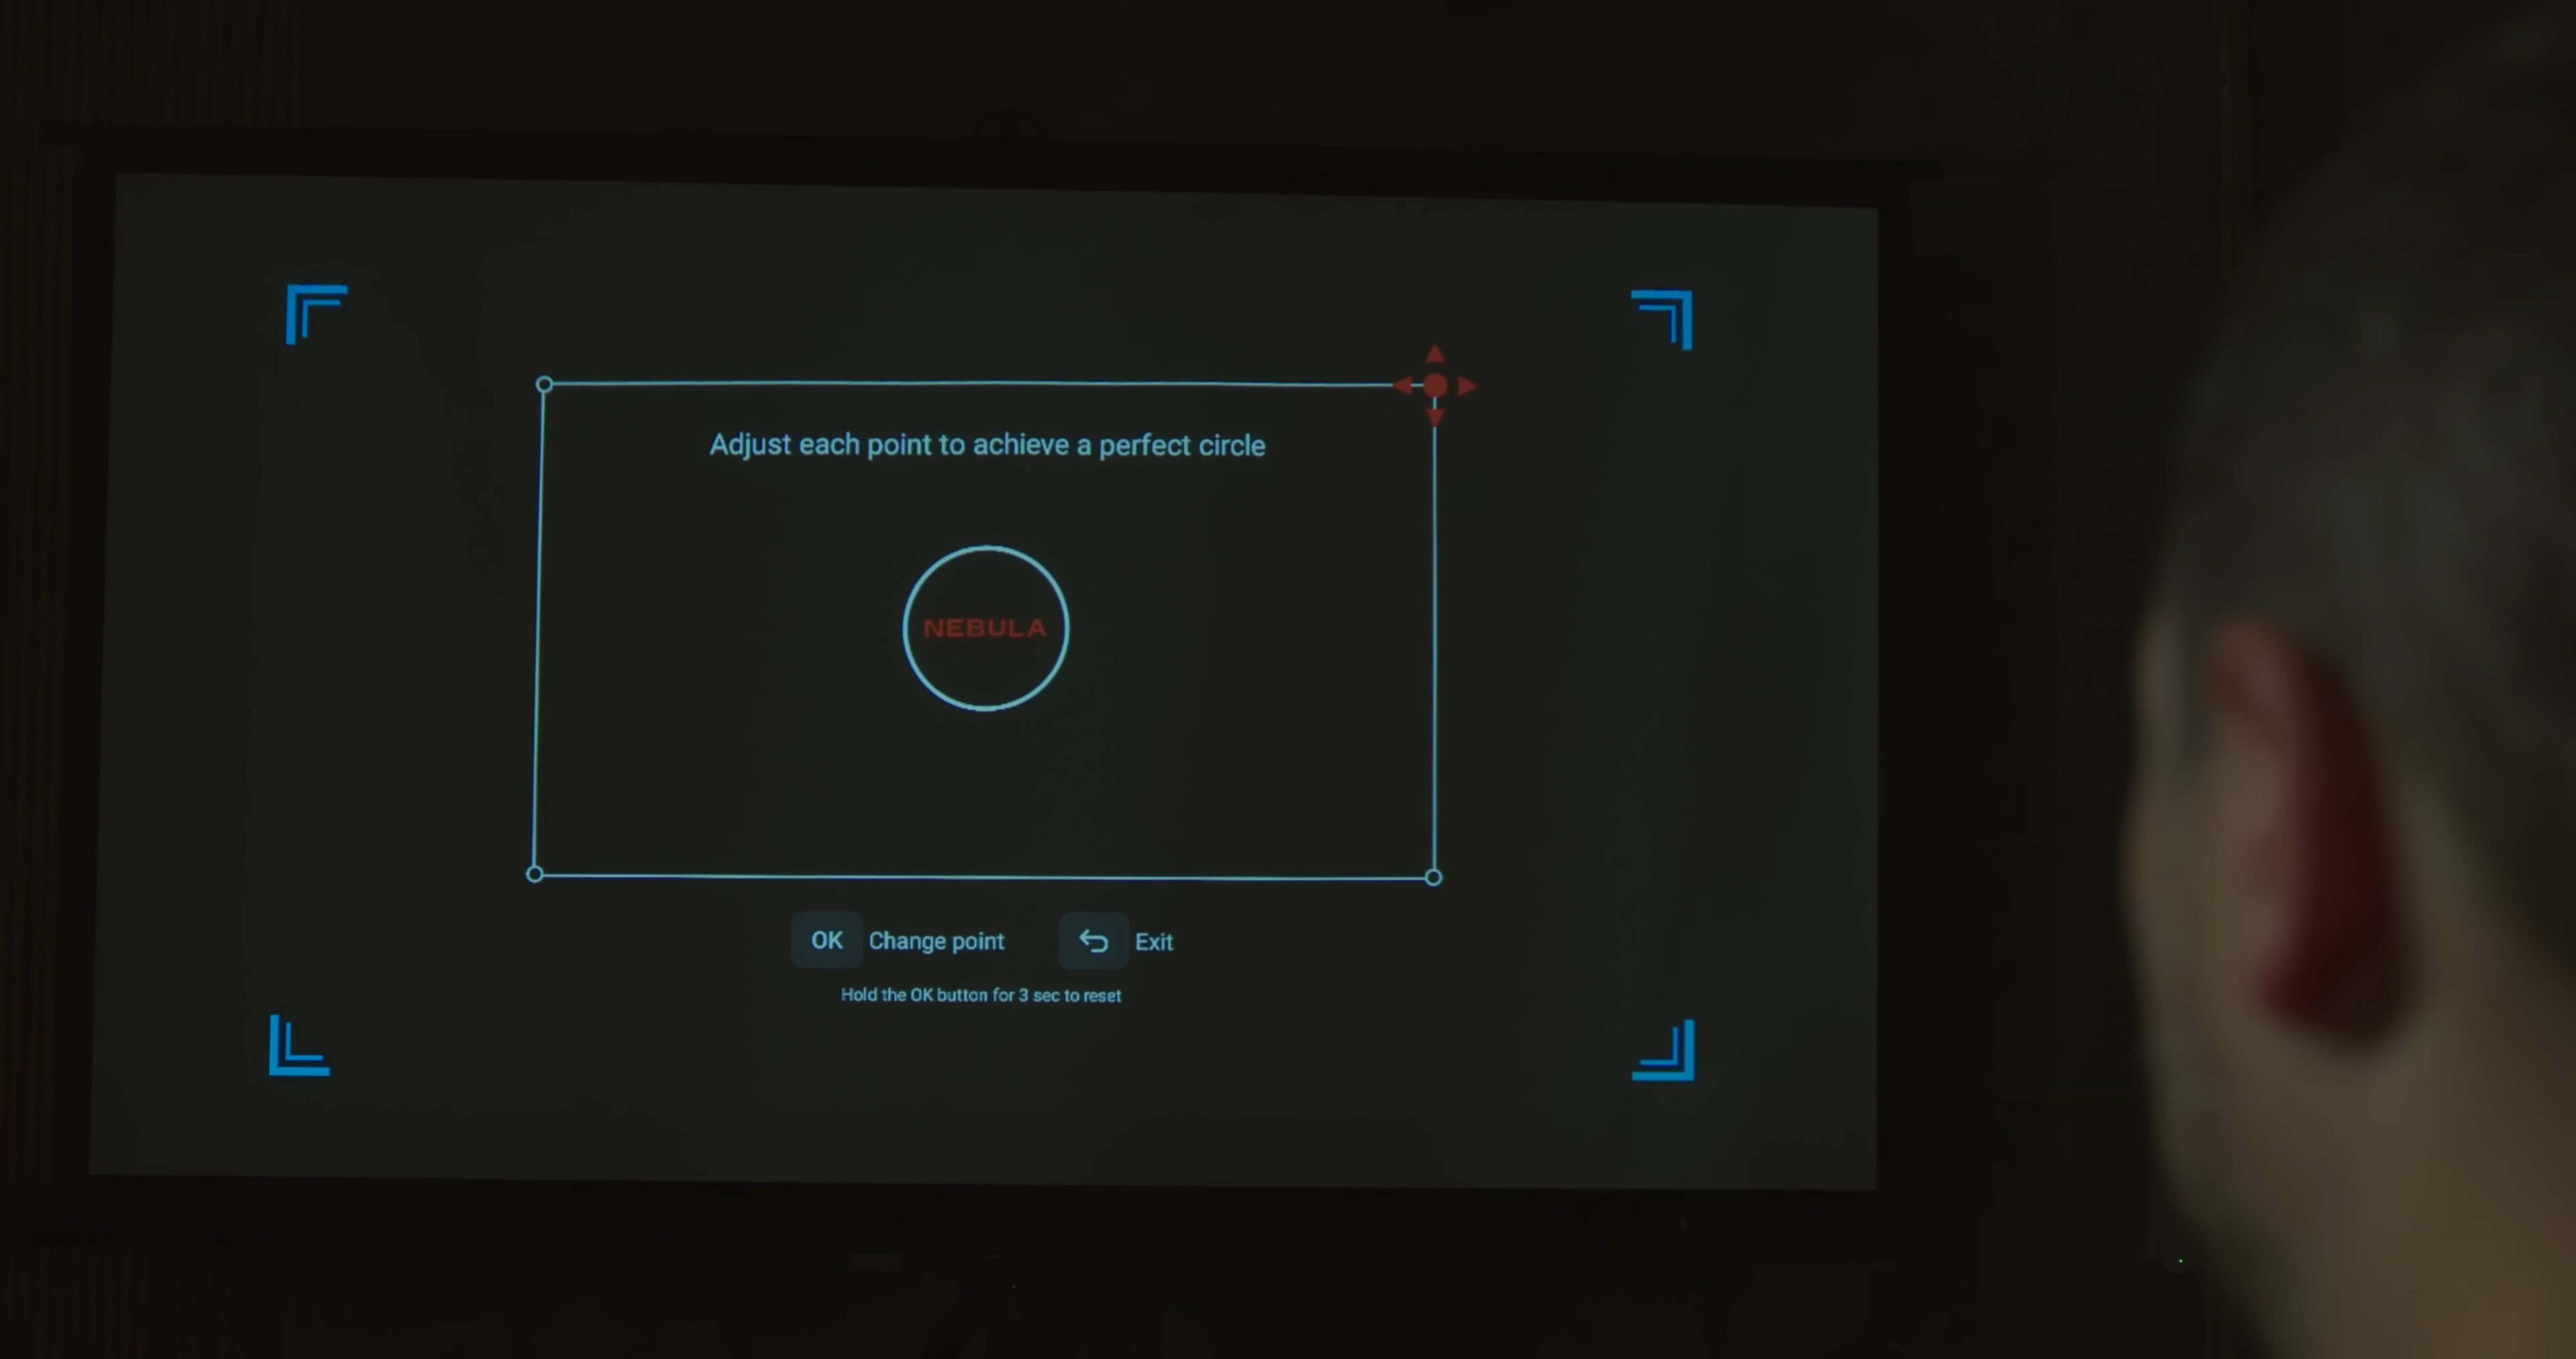 Adjust each point to achieve a perfect circle
NEBULA
OK Change point Exit
Hold the OK button for 3 sec to reset